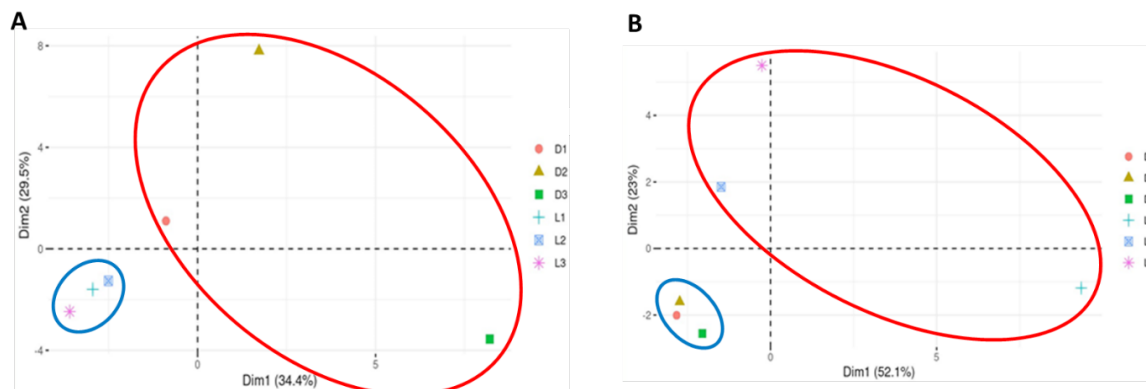 A
8
4
0
-4
Dim2 (29.5%)
0
5
Dim1 (34.4%)
D1
D2
D3
L1
L2
L3
B
4
2
0
-2
Dim2 (23%)
0
5
Dim1 (52.1%)